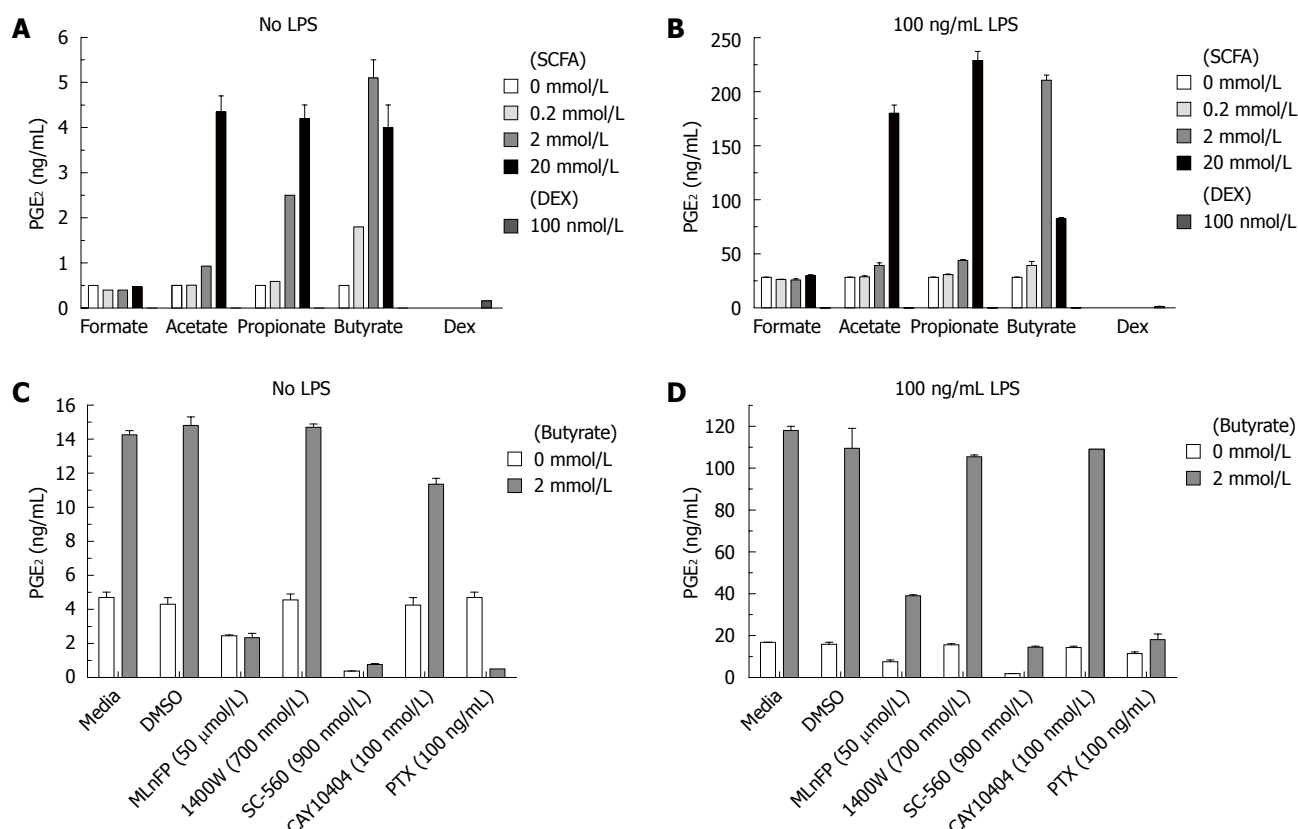 A
No LPS
PGE₂ (ng/mL)
6
5
4
3
2
1
0
Formate Acetate Propionate Butyrate Dex
(SCFA)
0 mmol/L
0.2 mmol/L
2 mmol/L
20 mmol/L
(DEX)
100 nmol/L
B
100 ng/mL LPS
PGE₂ (ng/mL)
250
200
150
100
50
0
Formate Acetate Propionate Butyrate Dex
(SCFA)
0 mmol/L
0.2 mmol/L
2 mmol/L
20 mmol/L
(DEX)
100 nmol/L
C
No LPS
PGE₂ (ng/mL)
16
14
12
10
8
6
4
2
0
Media
DMSO
MLnFP (50 μmol/L)
1400W (700 nmol/L)
SC-560 (900 nmol/L)
CAY10404 (100 nmol/L)
PTX (100 ng/mL)
(Butyrate)
0 mmol/L
2 mmol/L
D
100 ng/mL LPS
PGE₂ (ng/mL)
120
100
80
60
40
20
0
Media
DMSO
MLnFP (50 μmol/L)
1400W (700 nmol/L)
SC-560 (900 nmol/L)
CAY10404 (100 nmol/L)
PTX (100 ng/mL)
(Butyrate)
0 mmol/L
2 mmol/L